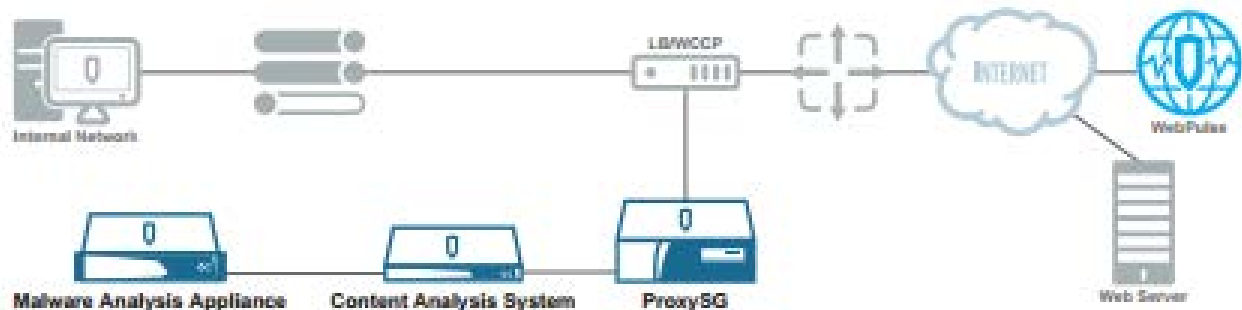 LB/WCCP
INTERNET
Internal Network
WebPulse
Malware Analysis Appliance
Content Analysis System
ProxySG
Web Server